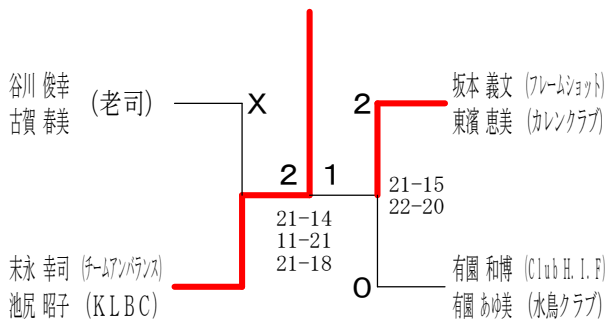 谷川 俊幸 (老司)
古賀 春美
X
末永 幸司 (チームアンバランス)
池尻 昭子 (KLBC)
2 1
21-14
11-21
21-18
坂本 義文 (フレームショット)
東濱 恵美 (カレンクラブ)
2
21-15
22-20
0
有園 和博 (Club H.I.F)
有園 あゆ美 (水鳥クラブ)